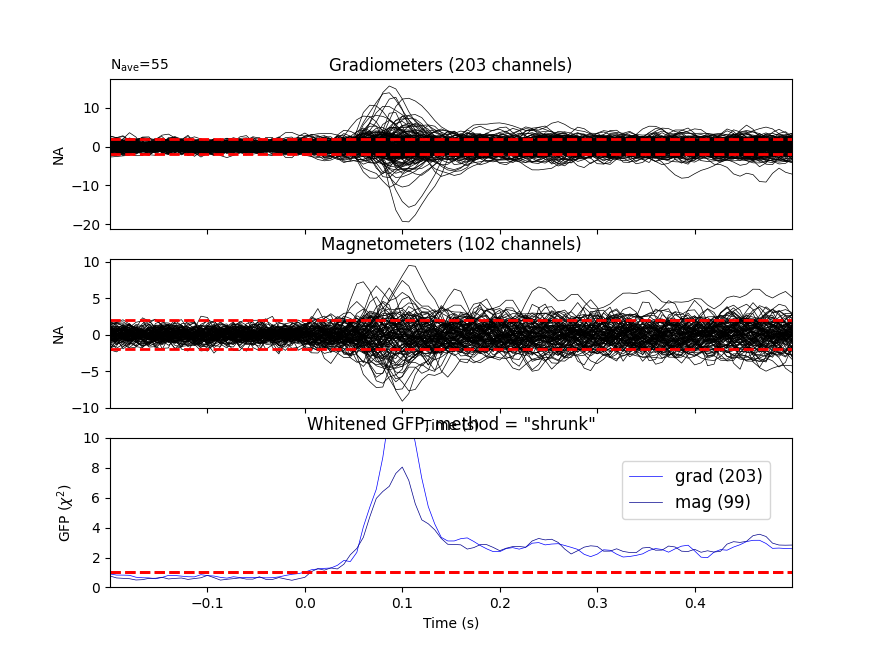 Nave=55
Gradiometers (203 channels)
NA
10
0
−10
−20
Magnetometers (102 channels)
NA
10
5
0
−5
−10
Time (s)
Whitened GFP, method = "shrunk"
GFP (χ²)
10
8
6
4
2
0
grad (203)
mag (99)
−0.1
0.0
0.1
0.2
0.3
0.4
Time (s)